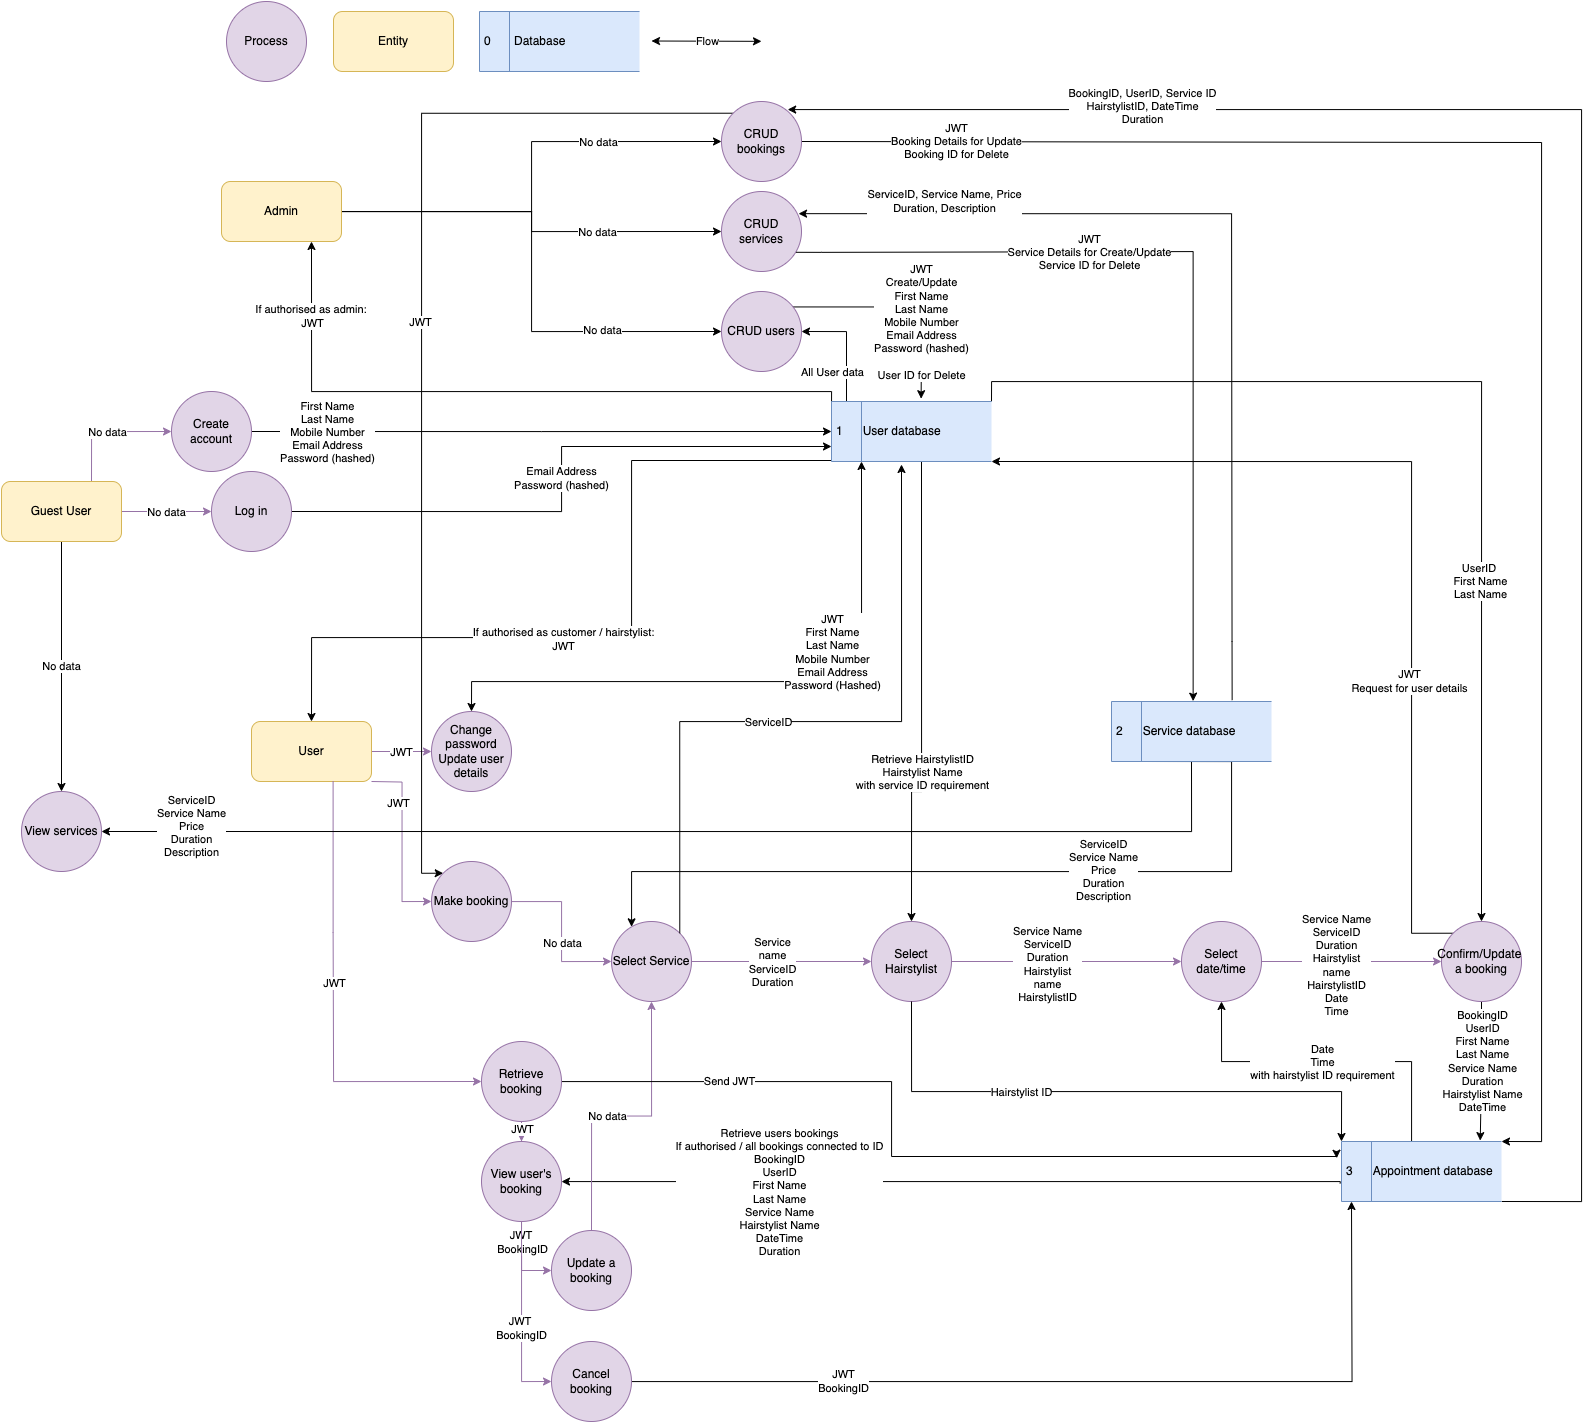 Process
Entity
0
Database
Flow
BookingID, UserID, Service ID
HairstylistID, DateTime
Duration
CRUD
bookings
No data
JWT
Booking Details for Update
Booking ID for Delete
Admin
ServiceID, Service Name, Price
Duration, Description
CRUD
services
No data
JWT
Service Details for Create/Update
Service ID for Delete
JWT
Create/Update
First Name
Last Name
Mobile Number
Email Address
Password (hashed)
If authorised as admin:
JWT
JWT
No data
CRUD users
All User data
User ID for Delete
Create
account
No data
First Name
Last Name
Mobile Number
Email Address
Password (hashed)
1
User database
Email Address
Password (hashed)
Guest User
No data
Log in
UserID
First Name
Last Name
If authorised as customer / hairstylist:
JWT
JWT
First Name
Last Name
Mobile Number
Email Address
Password (Hashed)
No data
JWT
Request for user details
User
JWT
Change
password
Update user
details
ServiceID
2
Service database
Retrieve HairstylistID
Hairstylist Name
with service ID requirement
JWT
View services
ServiceID
Service Name
Price
Duration
Description
ServiceID
Service Name
Price
Duration
Description
Make booking
No data
Select Service
Service
name
ServiceID
Duration
Select
Hairstylist
Service Name
ServiceID
Duration
Hairstylist
name
HairstylistID
Select
date/time
Service Name
ServiceID
Duration
Hairstylist
name
HairstylistID
Date
Time
Confirm/Update
a booking
JWT
BookingID
UserID
First Name
Last Name
Service Name
Duration
Hairstylist Name
DateTime
Date
Time
with hairstylist ID requirement
Retrieve
booking
Send JWT
Hairstylist ID
No data
JWT
Retrieve users bookings
If authorised / all bookings connected to ID
BookingID
UserID
First Name
Last Name
Service Name
Hairstylist Name
DateTime
Duration
View user's
booking
3
Appointment database
JWT
BookingID
Update a
booking
JWT
BookingID
Cancel
booking
JWT
BookingID